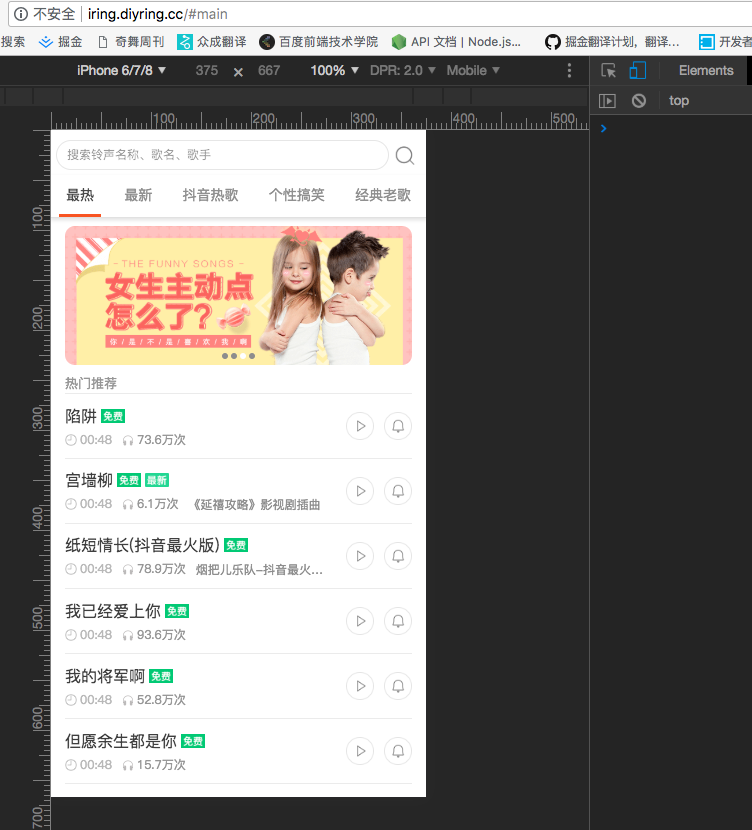 不安全 iring.diyring.cc/#main
搜索 掘金 奇舞周刊 众成翻译 百度前端技术学院 API 文档 | Node.js... 掘金翻译计划，翻译... 开发者
iPhone 6/7/8 ▼ 375 × 667 100% ▼ DPR: 2.0 ▼ Mobile ▼ Elements
top
100 200 300 400 500
搜索铃声名称、歌名、歌手
最热 最新 抖音热歌 个性搞笑 经典老歌
100
- THE FUNNY SONGS -
女生主动点
怎么了?
200
你 / 是 / 不 / 是 / 喜 / 欢 / 我 / 啊
热门推荐
300
陷阱 免费
00:48 73.6万次
宫墙柳 免费 最新
00:48 6.1万次 《延禧攻略》影视剧插曲
400
纸短情长(抖音最火版) 免费
00:48 78.9万次 烟把儿乐队–抖音最火...
500
我已经爱上你 免费
00:48 93.6万次
我的将军啊 免费
00:48 52.8万次
600
但愿余生都是你 免费
00:48 15.7万次
700